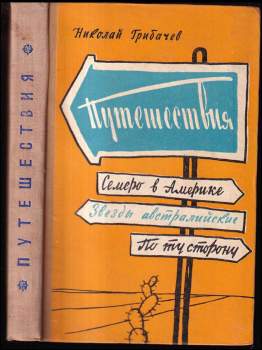 ПУТЕШЕСТВИЯ
Николай Грибачев
Путешествия
Семеро в Америке
Звезды австралийские
По ту сторону